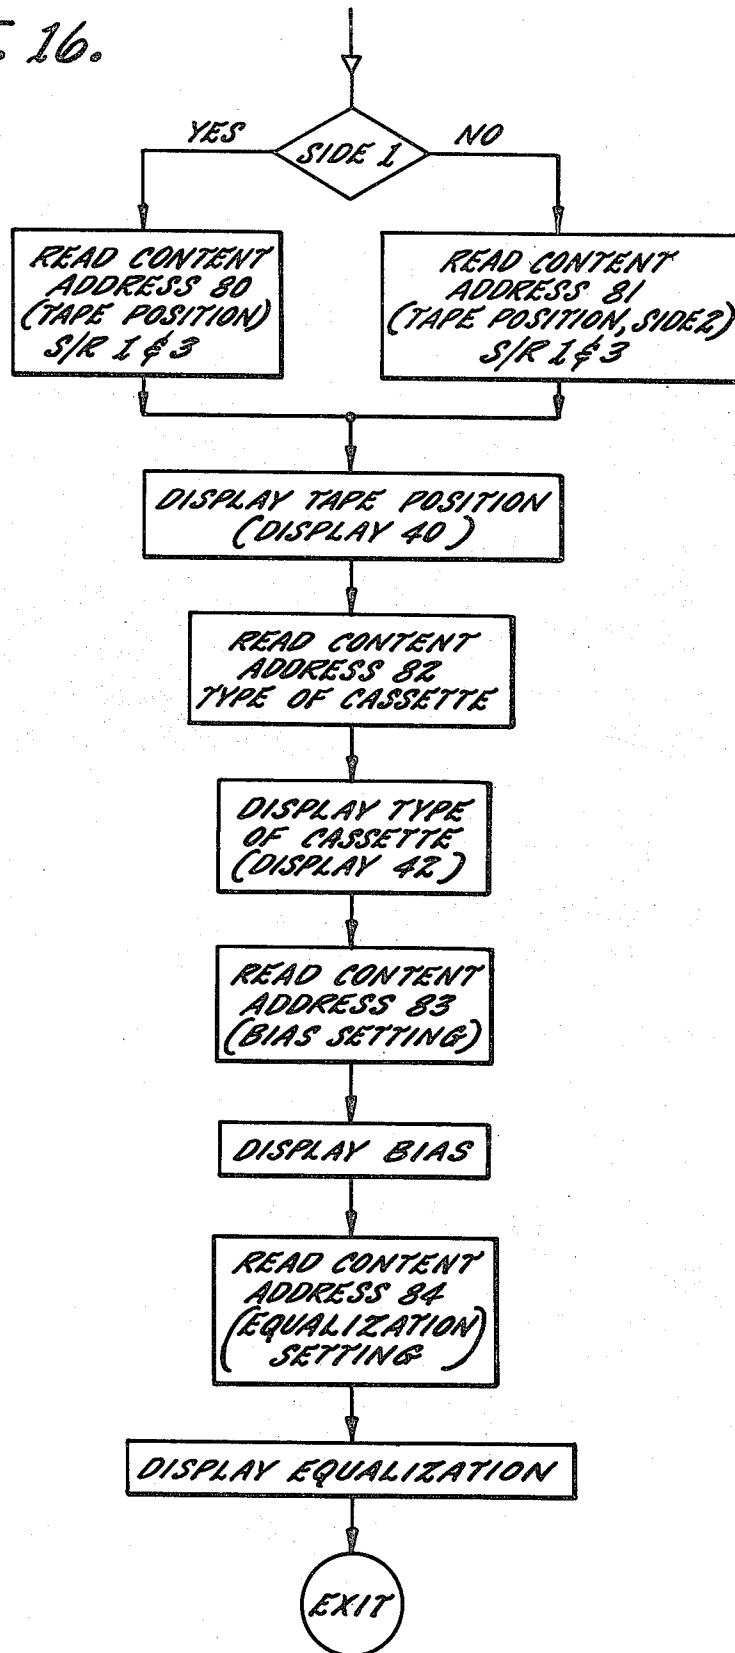 16.
YES
SIDE 1
NO
READ CONTENT
ADDRESS 80
(TAPE POSITION)
S/R 1 & 3
READ CONTENT
ADDRESS 81
(TAPE POSITION, SIDE 2)
S/R 1 & 3
DISPLAY TAPE POSITION
(DISPLAY 40)
READ CONTENT
ADDRESS 82
TYPE OF CASSETTE
DISPLAY TYPE
OF CASSETTE
(DISPLAY 42)
READ CONTENT
ADDRESS 83
(BIAS SETTING)
DISPLAY BIAS
READ CONTENT
ADDRESS 84
(EQUALIZATION
SETTING)
DISPLAY EQUALIZATION
EXIT